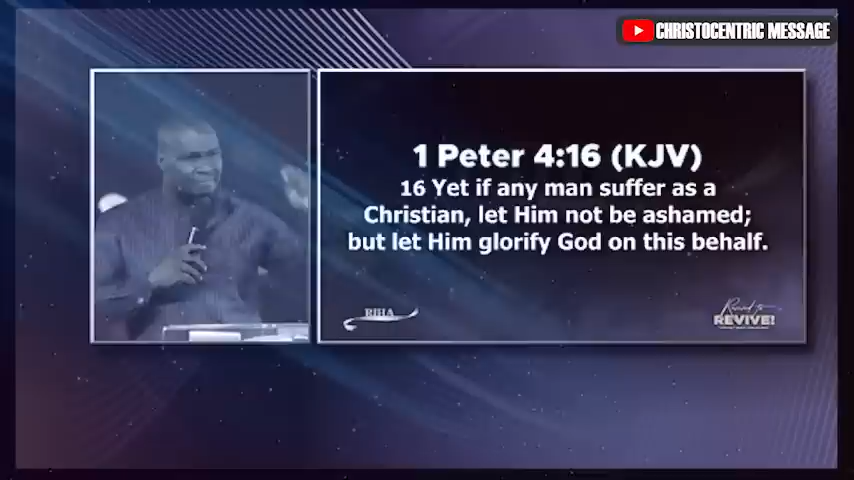 CHRISTOCENTRIC MESSAGE
1 Peter 4:16 (KJV)
16 Yet if any man suffer as a
Christian, let Him not be ashamed;
but let Him glorify God on this behalf.
RIHA
REVIVE!